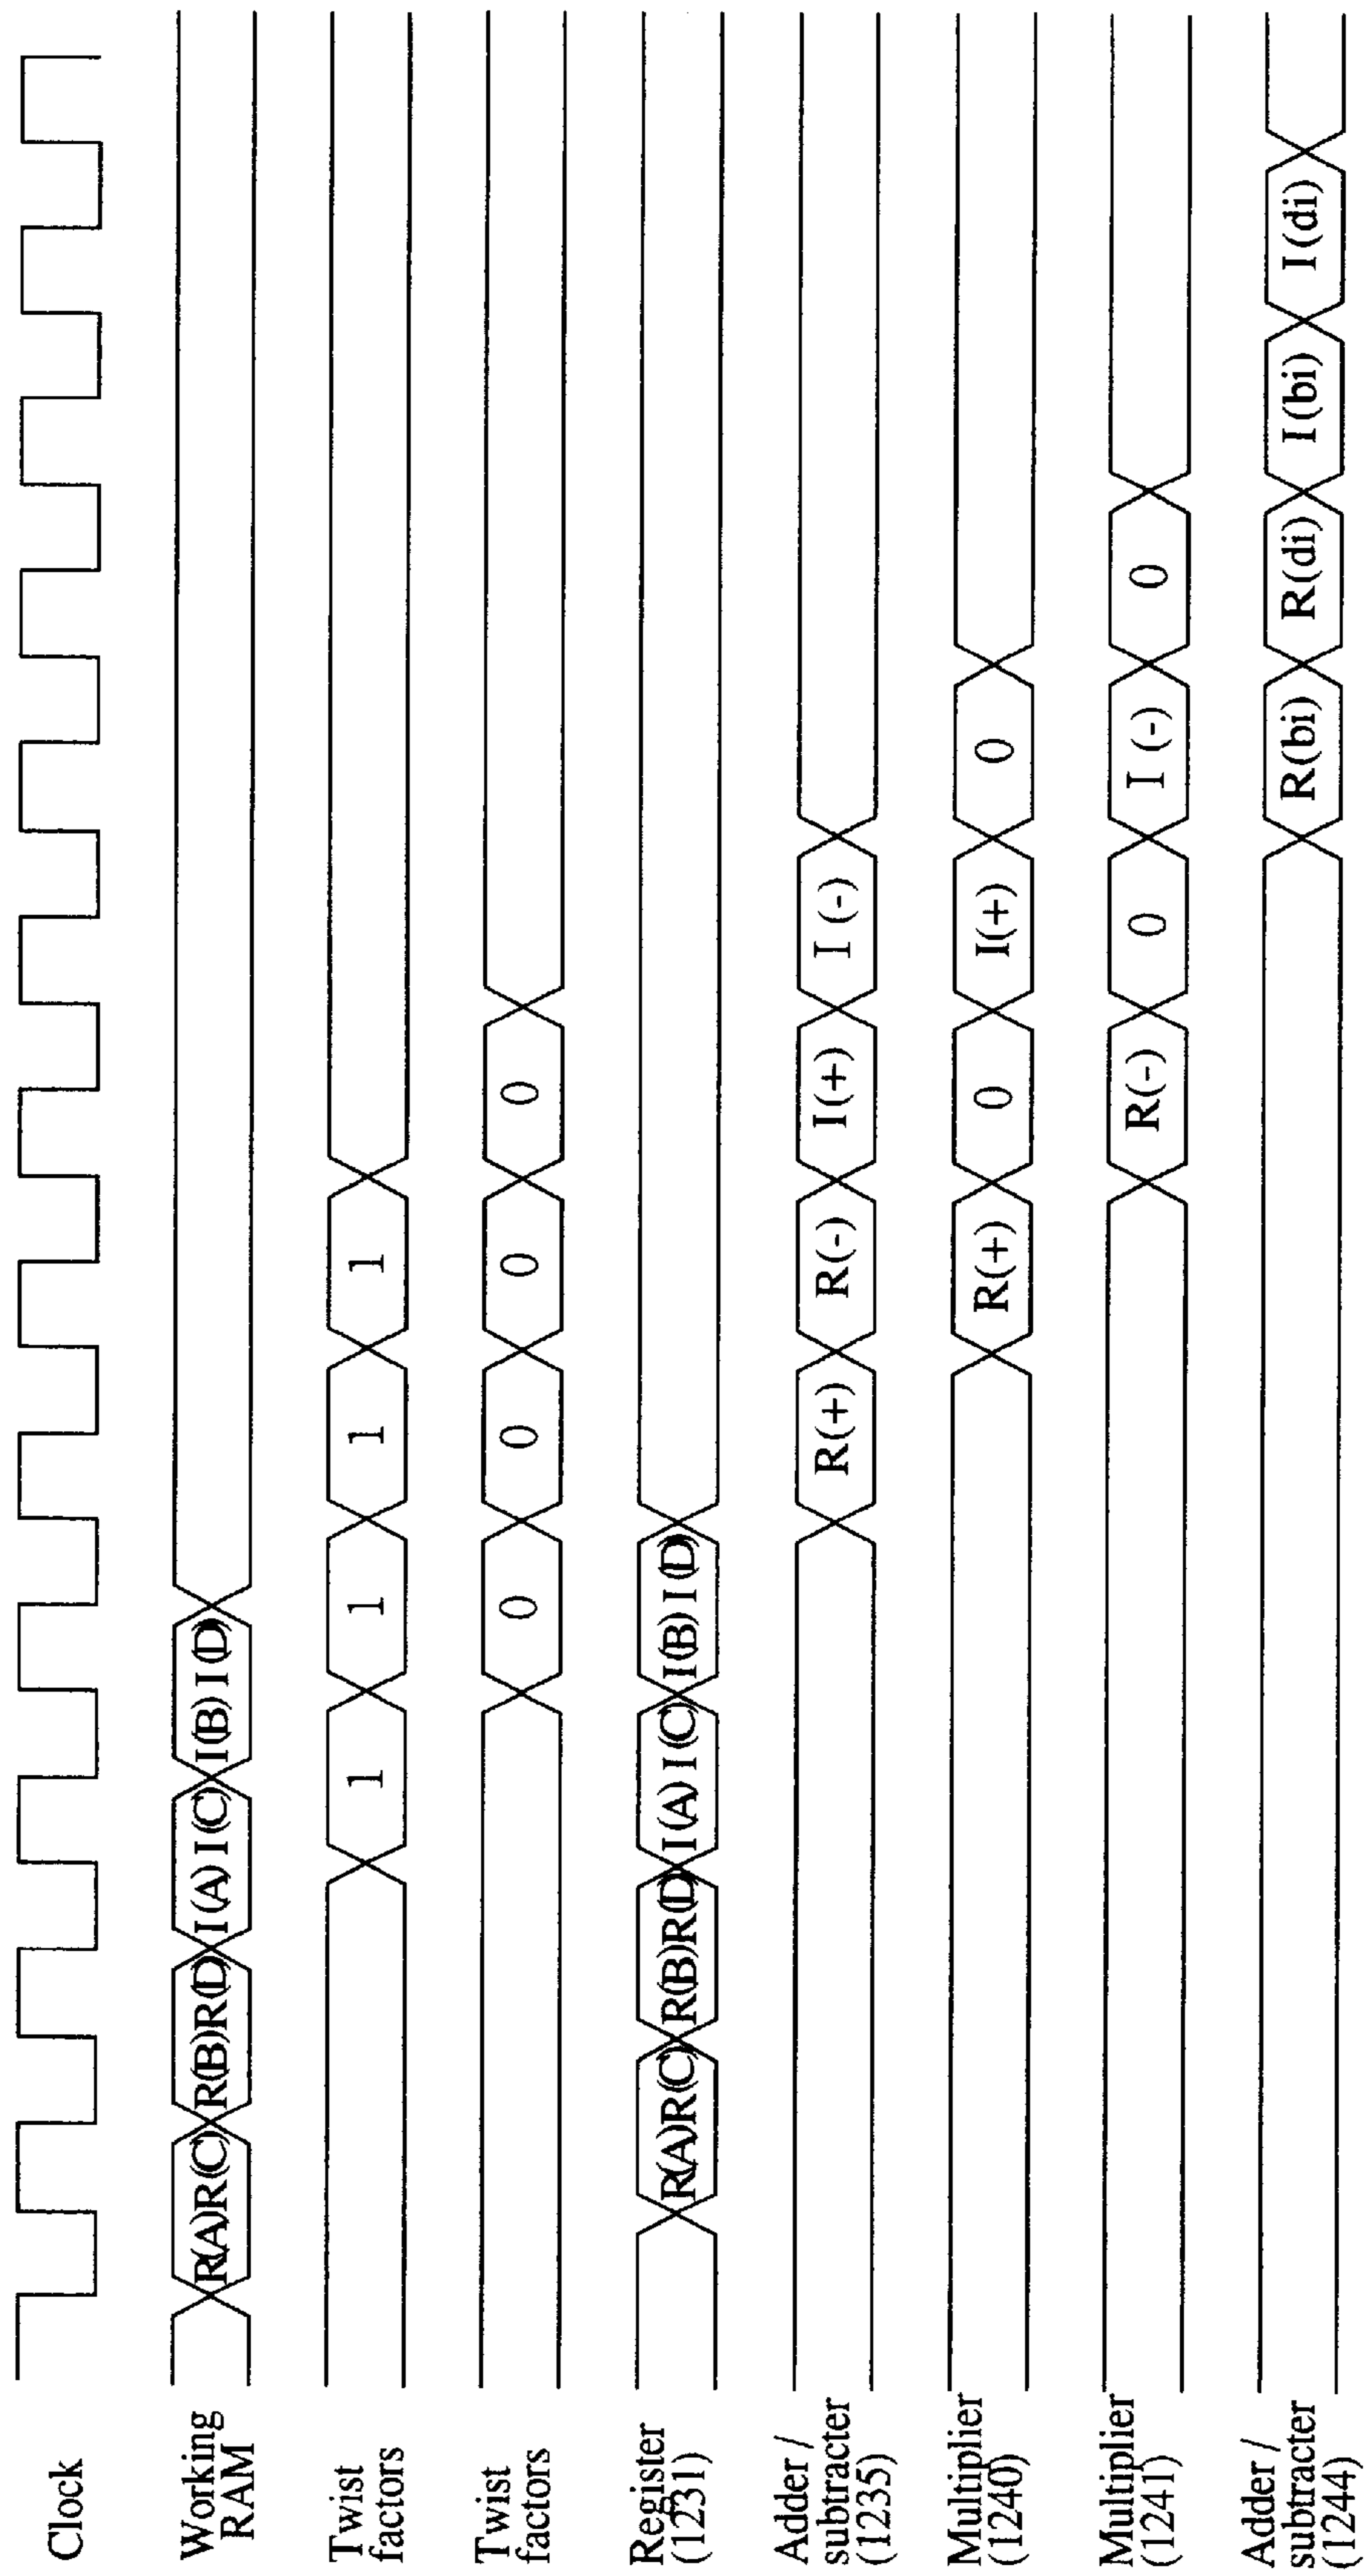 Clock
Working
RAM
R(A)R(C) R(B)R(D) I(A) I(C) I(B) I(D)
Twist
factors
1 1 1 1
Twist
factors
0 0 0 0
Register
(1231)
R(A)R(C) R(B)R(D) I(A) I(C) I(B) I(D)
Adder /
subtracter
(1235)
R(+) R(-) I(+) I(-)
Multiplier
(1240)
R(+) 0 I(+) 0
Multiplier
(1241)
R(-) 0 I(-) 0
Adder /
subtracter
(1244)
R(bi) R(di) I(bi) I(di)